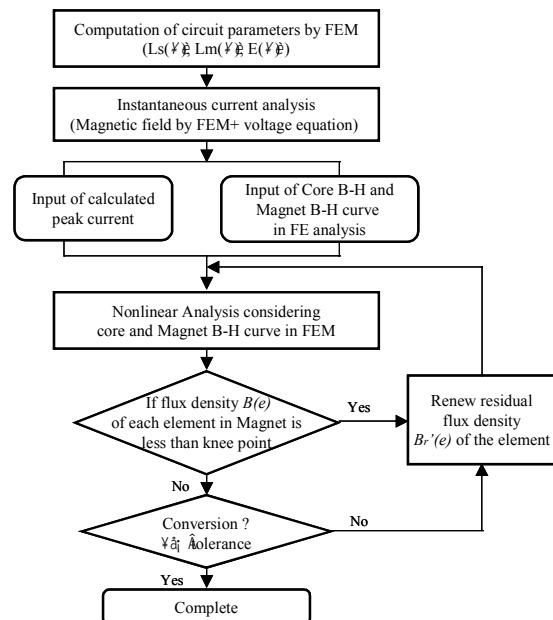 Computation of circuit parameters by FEM
(Ls( Lm( E(
Instantaneous current analysis
(Magnetic field by FEM+ voltage equation)
Input of calculated
peak current
Input of Core B-H and
Magnet B-H curve
in FE analysis
Nonlinear Analysis considering
core and Magnet B-H curve in FEM
If flux density B(e)
of each element in Magnet is
less than knee point
Yes
Renew residual
flux density
Br'(e) of the element
No
Conversion ?
tolerance
No
Yes
Complete